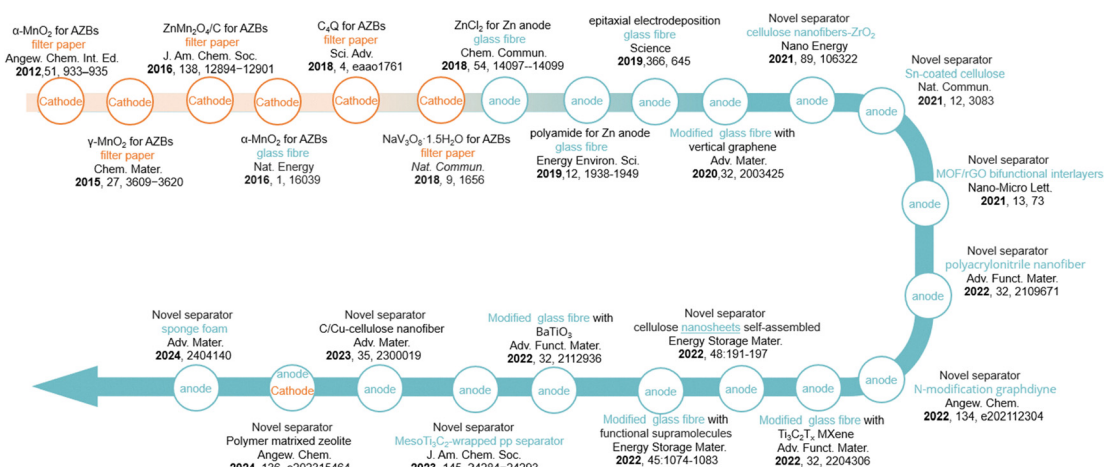 α-MnO₂ for AZBs
filter paper
Angew. Chem. Int. Ed.
2012,51, 933–935
ZnMn₂O₄/C for AZBs
filter paper
J. Am. Chem. Soc.
2016, 138, 12894−12901
C₄Q for AZBs
filter paper
Sci. Adv.
2018, 4, eaao1761
ZnCl₂ for Zn anode
glass fibre
Chem. Commun.
2018, 54, 14097--14099
epitaxial electrodeposition
glass fibre
Science
2019,366, 645
Novel separator
cellulose nanofibers-ZrO₂
Nano Energy
2021, 89, 106322
Novel separator
Sn-coated cellulose
Nat. Commun.
2021, 12, 3083
Cathode
Cathode
Cathode
Cathode
Cathode
Cathode
anode
anode
anode
anode
anode
anode
γ-MnO₂ for AZBs
filter paper
Chem. Mater.
2015, 27, 3609−3620
α-MnO₂ for AZBs
glass fibre
Nat. Energy
2016, 1, 16039
NaV₃O₈·1.5H₂O for AZBs
filter paper
Nat. Commun.
2018, 9, 1656
polyamide for Zn anode
glass fibre
Energy Environ. Sci.
2019,12, 1938-1949
Modified glass fibre with
vertical graphene
Adv. Mater.
2020,32, 2003425
anode
Novel separator
MOF/rGO bifunctional interlayers
Nano-Micro Lett.
2021, 13, 73
anode
Novel separator
polyacrylonitrile nanofiber
Adv. Funct. Mater.
2022, 32, 2109671
Novel separator
sponge foam
Adv. Mater.
2024, 2404140
Novel separator
C/Cu-cellulose nanofiber
Adv. Mater.
2023, 35, 2300019
Modified glass fibre with
BaTiO₃
Adv. Funct. Mater.
2022, 32, 2112936
Novel separator
cellulose nanosheets self-assembled
Energy Storage Mater.
2022, 48:191-197
anode
anode
Cathode
anode
anode
anode
anode
anode
anode
anode
Novel separator
N-modification graphdiyne
Angew. Chem.
2022, 134, e202112304
Novel separator
Polymer matrixed zeolite
Angew. Chem.
Novel separator
MesoTi₃C₂-wrapped pp separator
J. Am. Chem. Soc.
Modified glass fibre with
functional supramolecules
Energy Storage Mater.
2022, 45:1074-1083
Modified glass fibre with
Ti₃C₂Tₓ MXene
Adv. Funct. Mater.
2022, 32, 2204306